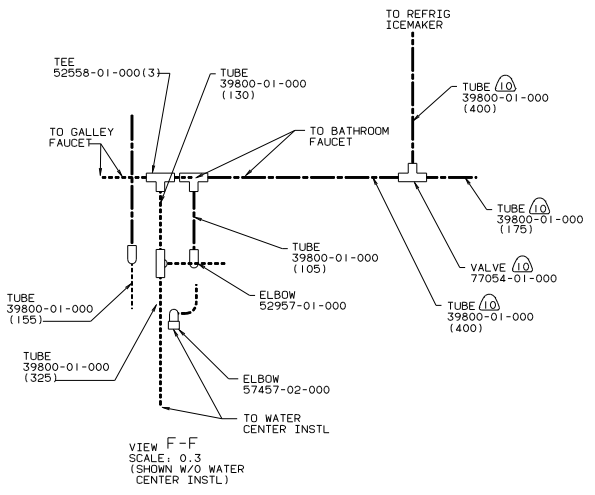 TO REFRIG
ICEMAKER
TEE
52558-01-000(3)
TUBE
39800-01-000
(130)
TUBE 10
39800-01-000
(400)
TO GALLEY
FAUCET
TO BATHROOM
FAUCET
TUBE 10
39800-01-000
(175)
TUBE
39800-01-000
(105)
VALVE 10
77054-01-000
ELBOW
52957-01-000
TUBE
39800-01-000
(155)
TUBE 10
39800-01-000
(400)
TUBE
39800-01-000
(325)
ELBOW
57457-02-000
TO WATER
CENTER INSTL
VIEW F-F
SCALE: 0.3
(SHOWN W/O WATER
CENTER INSTL)